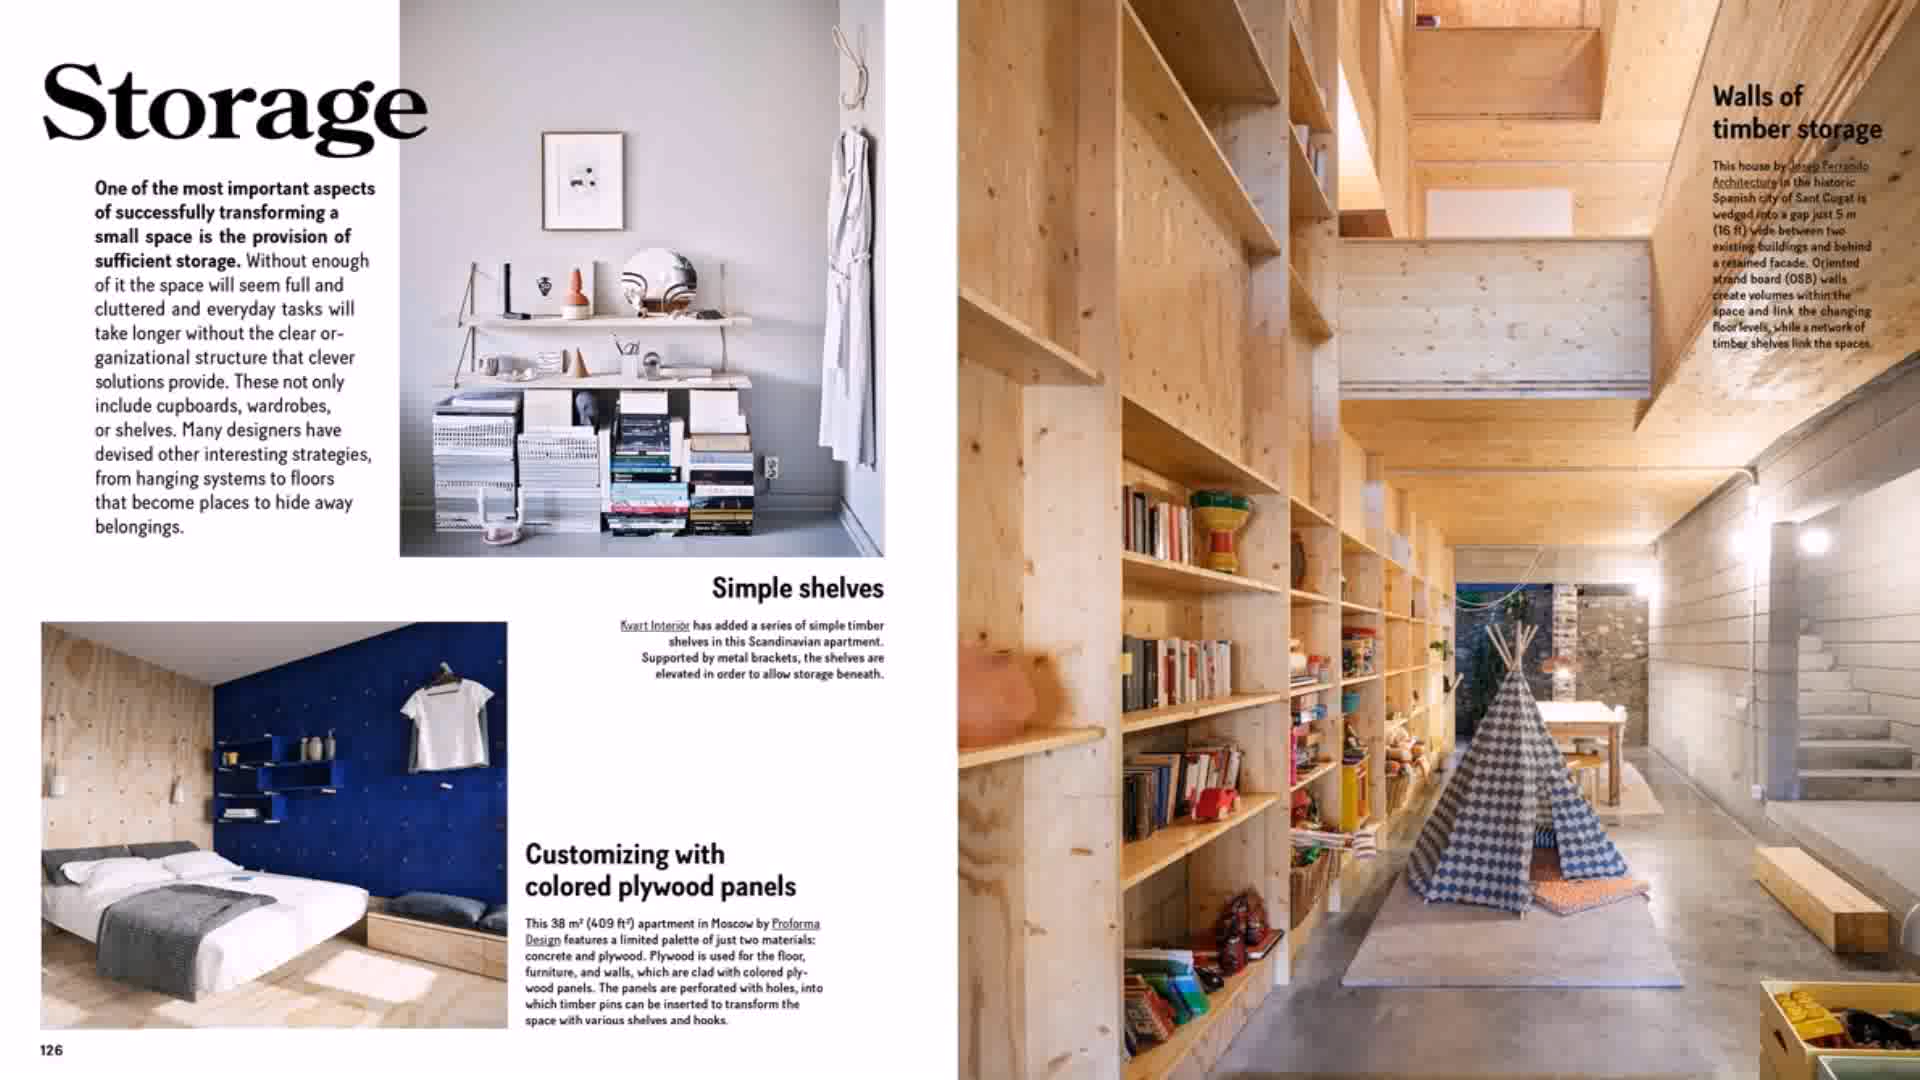 Storage
One of the most important aspects
of successfully transforming a
small space is the provision of
sufficient storage. Without enough
of it the space will seem full and
cluttered and everyday tasks will
take longer without the clear or-
ganizational structure that clever
solutions provide. These not only
include cupboards, wardrobes,
or shelves. Many designers have
devised other interesting strategies,
from hanging systems to floors
that become places to hide away
belongings.
Simple shelves
Kvart Interiör has added a series of simple timber
shelves in this Scandinavian apartment.
Supported by metal brackets, the shelves are
elevated in order to allow storage beneath.
Customizing with
colored plywood panels
This 38 m² (409 ft²) apartment in Moscow by Proforma
Design features a limited palette of just two materials:
concrete and plywood. Plywood is used for the floor,
furniture, and walls, which are clad with colored ply-
wood panels. The panels are perforated with holes, into
which timber pins can be inserted to transform the
space with various shelves and hooks.
126
Walls of
timber storage
This house by Josep Ferrando
Architecture in the historic
Spanish city of Sant Cugat is
wedged into a gap just 5 m
(16 ft) wide between two
existing buildings and behind
a retained facade. Oriented
strand board (OSB) walls
create volumes within the
space and link the changing
floor levels, while a network of
timber shelves link the spaces.